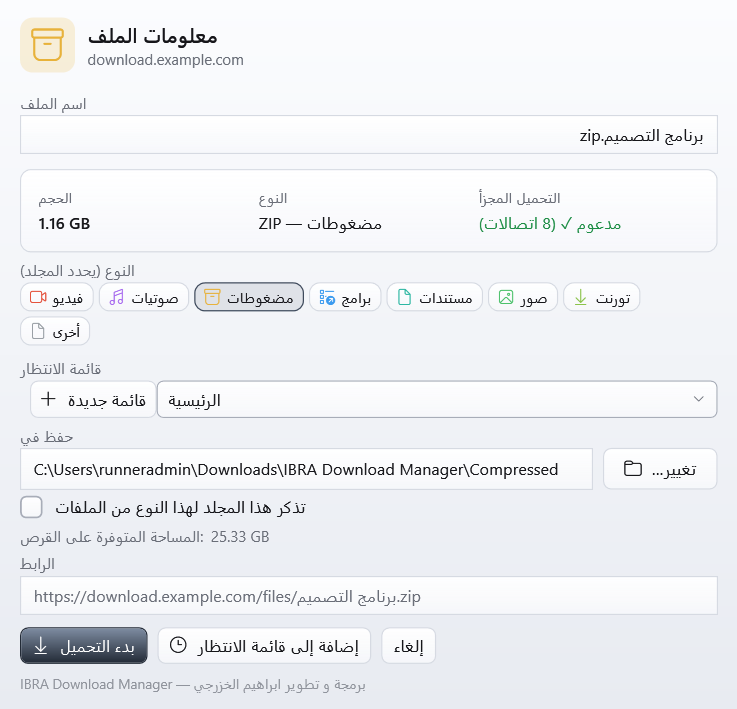 معلومات الملف
download.example.com
اسم الملف
برنامج التصميم.zip
الحجم
النوع
التحميل المجزأ
1.16 GB
مضغوطات — ZIP
مدعوم ✓ (8 اتصالات)
النوع (يحدد المجلد)
فيديو
صوتيات
مضغوطات
برامج
مستندات
صور
تورنت
أخرى
قائمة الانتظار
قائمة جديدة
الرئيسية
حفظ في
C:\Users\runneradmin\Downloads\IBRA Download Manager\Compressed
تغيير...
تذكر هذا المجلد لهذا النوع من الملفات
المساحة المتوفرة على القرص: 25.33 GB
الرابط
https://download.example.com/files/برنامج التصميم.zip
بدء التحميل
إضافة إلى قائمة الانتظار
إلغاء
IBRA Download Manager — برمجة و تطوير ابراهيم الخزرجي